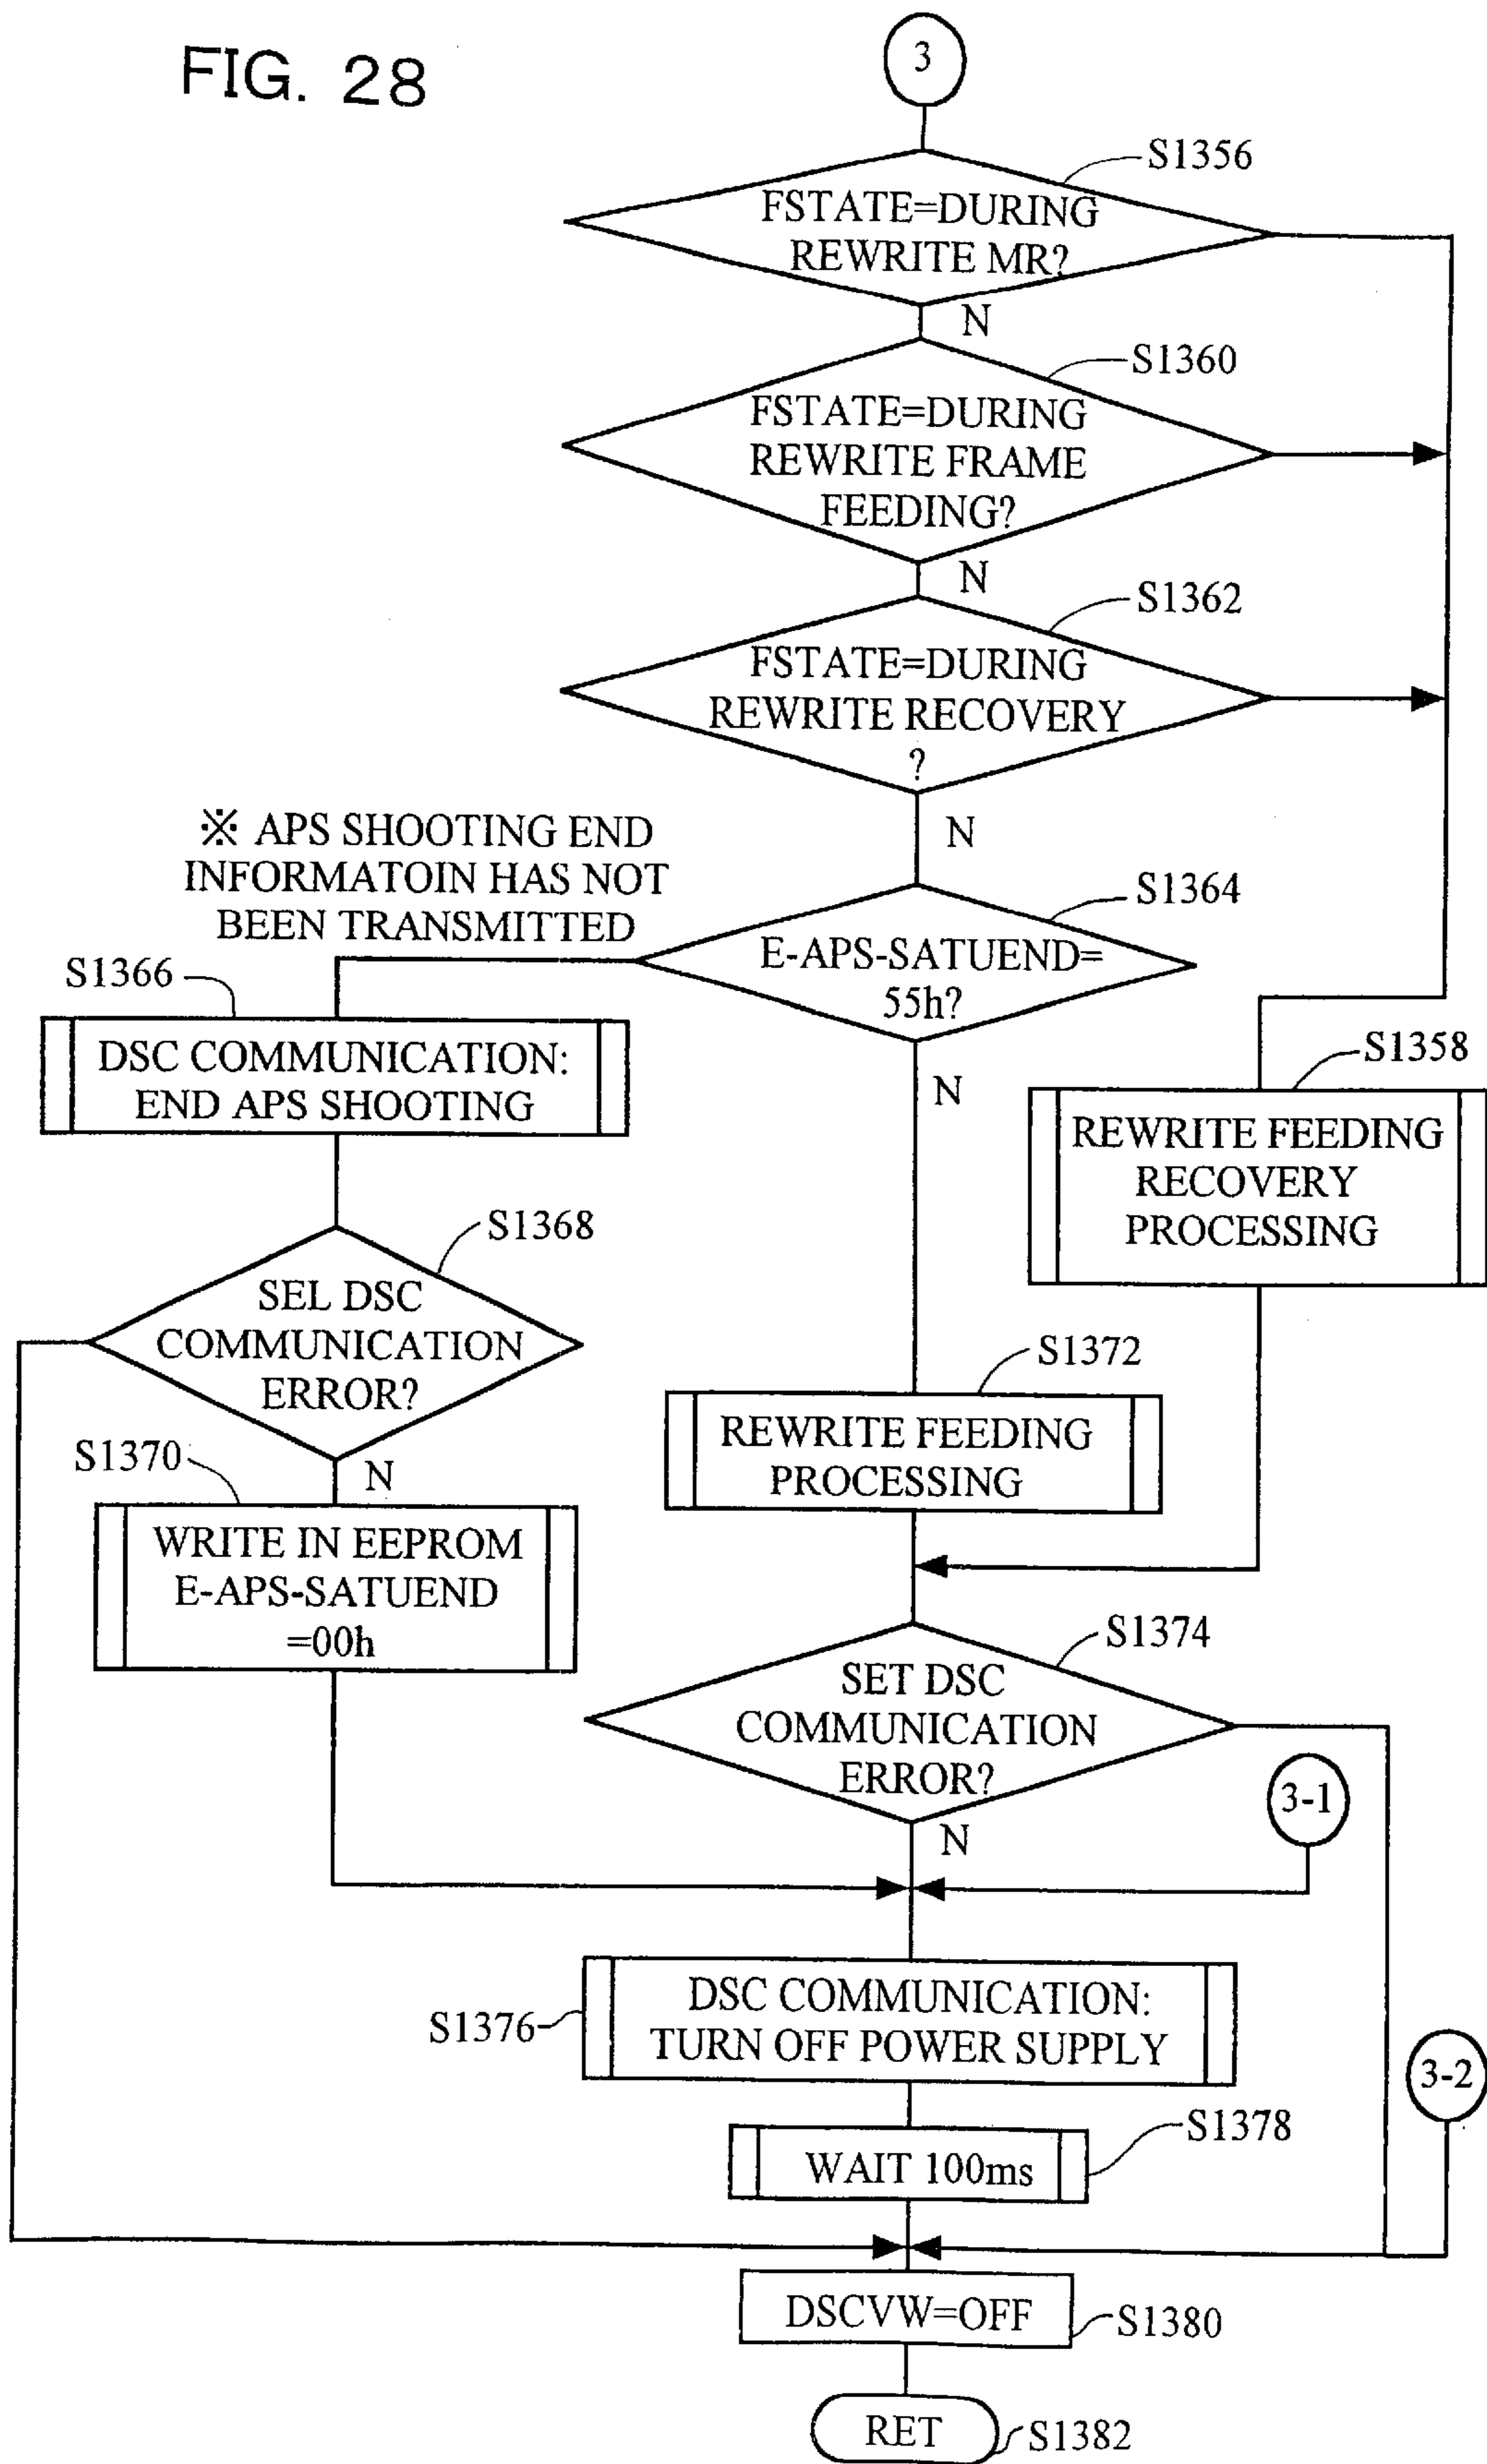 FIG. 28
3
S1356
FSTATE=DURING
REWRITE MR?
N
S1360
FSTATE=DURING
REWRITE FRAME
FEEDING?
N
S1362
FSTATE=DURING
REWRITE RECOVERY
?
N
※ APS SHOOTING END
INFORMATOIN HAS NOT
BEEN TRANSMITTED
S1364
E-APS-SATUEND=
55h?
N
S1366
DSC COMMUNICATION:
END APS SHOOTING
S1358
REWRITE FEEDING
RECOVERY
PROCESSING
S1368
SEL DSC
COMMUNICATION
ERROR?
N
S1372
REWRITE FEEDING
PROCESSING
S1370
WRITE IN EEPROM
E-APS-SATUEND
=00h
S1374
SET DSC
COMMUNICATION
ERROR?
N
3-1
S1376
DSC COMMUNICATION:
TURN OFF POWER SUPPLY
3-2
S1378
WAIT 100ms
DSCVW=OFF
S1380
RET
S1382